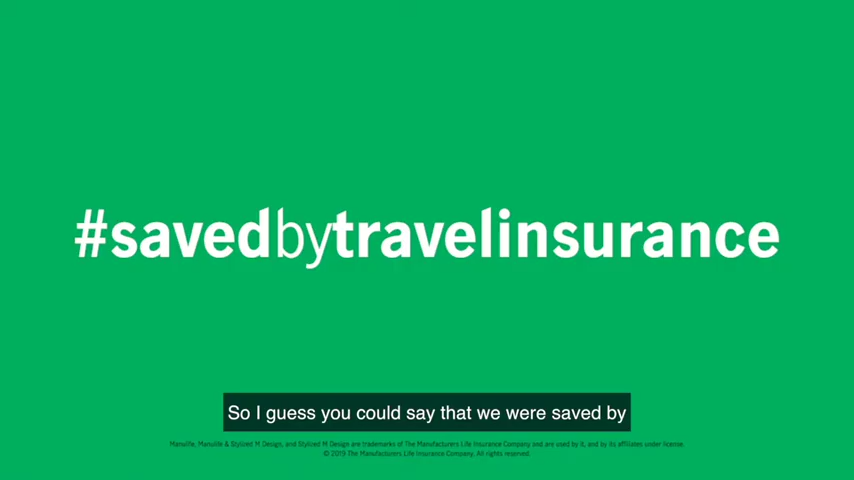 #savedbytravelinsurance
So I guess you could say that we were saved by
Manulife, Manulife & Stylized M Design, and Stylized M Design are trademarks of The Manufacturers Life Insurance Company and are used by it, and by its affiliates under license.
© 2019 The Manufacturers Life Insurance Company. All rights reserved.